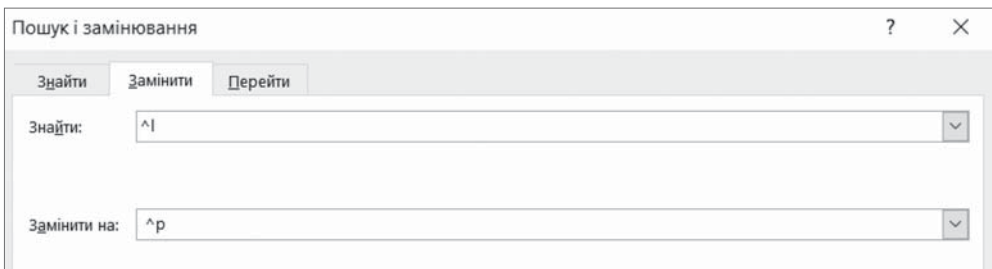 Пошук і замінювання ? ×
Знайти Замінити Перейти
Знайти: ^l
Замінити на: ^p